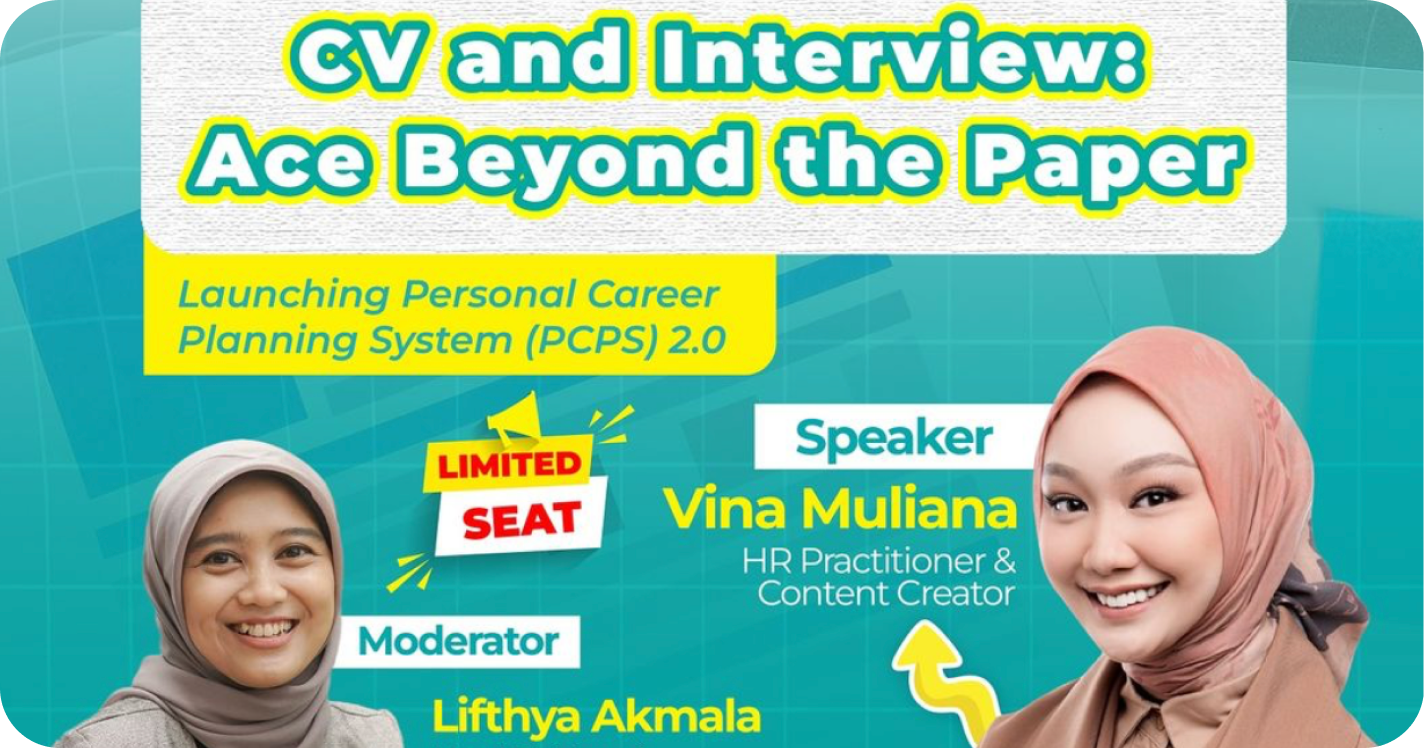 CV and Interview:
Ace Beyond the Paper
Launching Personal Career
Planning System (PCPS) 2.0
LIMITED
SEAT
Speaker
Vina Muliana
HR Practitioner &
Content Creator
Moderator
Lifthya Akmala